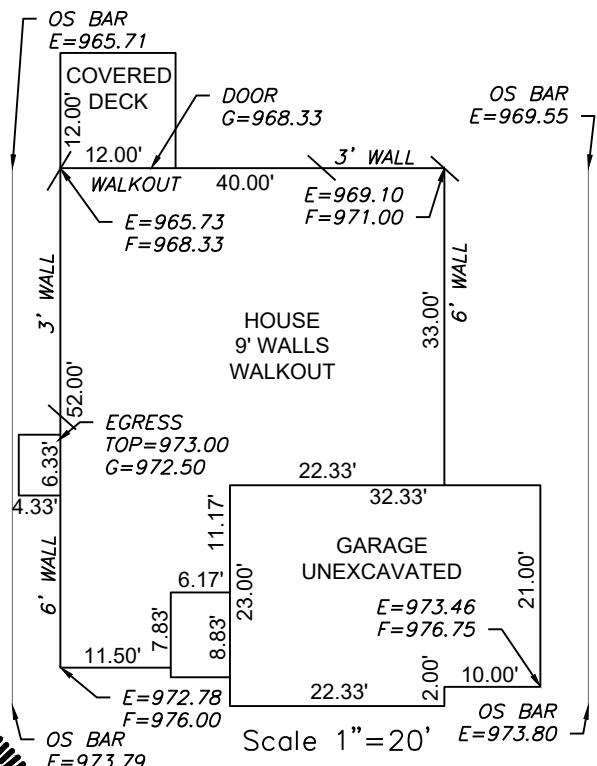 OS BAR
E=965.71
COVERED
DECK
12.00'
12.00'
DOOR
G=968.33
OS BAR
E=969.55
3' WALL
WALKOUT
40.00'
E=969.10
F=971.00
E=965.73
F=968.33
3' WALL
6' WALL
33.00'
HOUSE
9' WALLS
WALKOUT
52.00'
EGRESS
TOP=973.00
G=972.50
6.33'
4.33'
22.33'
32.33'
11.17'
GARAGE
UNEXCAVATED
6' WALL
6.17'
23.00'
21.00'
E=973.46
F=976.75
7.83'
8.83'
11.50'
2.00'
10.00'
22.33'
E=972.78
F=976.00
OS BAR
E=973.80
Scale 1"=20'
OS BAR
E=973.79